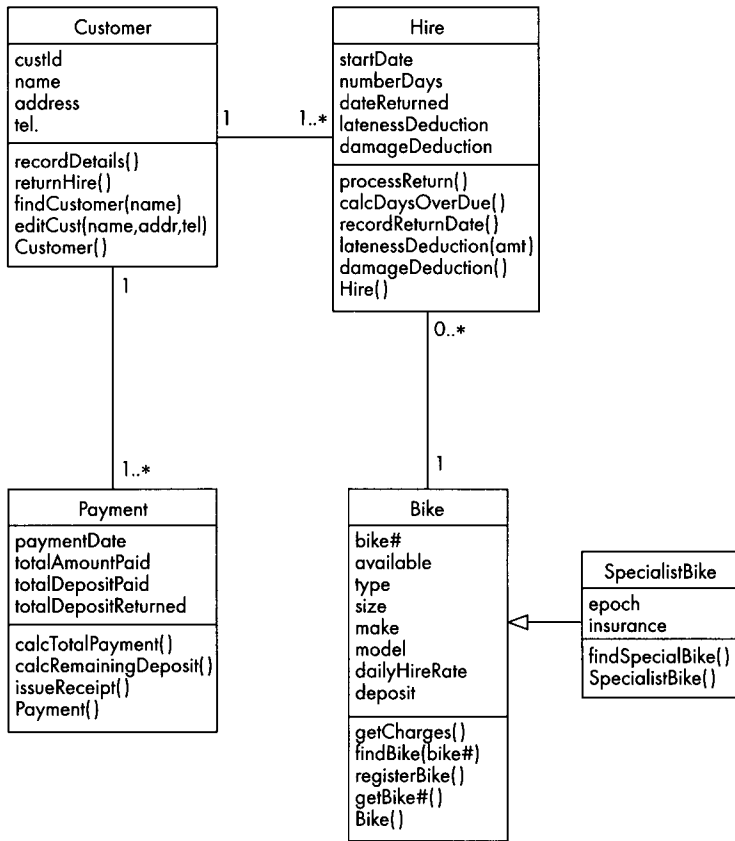 Customer
custId
name
address
tel.
recordDetails()
returnHire()
findCustomer(name)
editCust(name,addr,tel)
Customer()
1
1..*
Hire
startDate
numberDays
dateReturned
latenessDeduction
damageDeduction
processReturn()
calcDaysOverDue()
recordReturnDate()
latenessDeduction(amt)
damageDeduction()
Hire()
1
1..*
0..*
1
Payment
paymentDate
totalAmountPaid
totalDepositPaid
totalDepositReturned
calcTotalPayment()
calcRemainingDeposit()
issueReceipt()
Payment()
Bike
bike#
available
type
size
make
model
dailyHireRate
deposit
getCharges()
findBike(bike#)
registerBike()
getBike#()
Bike()
SpecialistBike
epoch
insurance
findSpecialBike()
SpecialistBike()